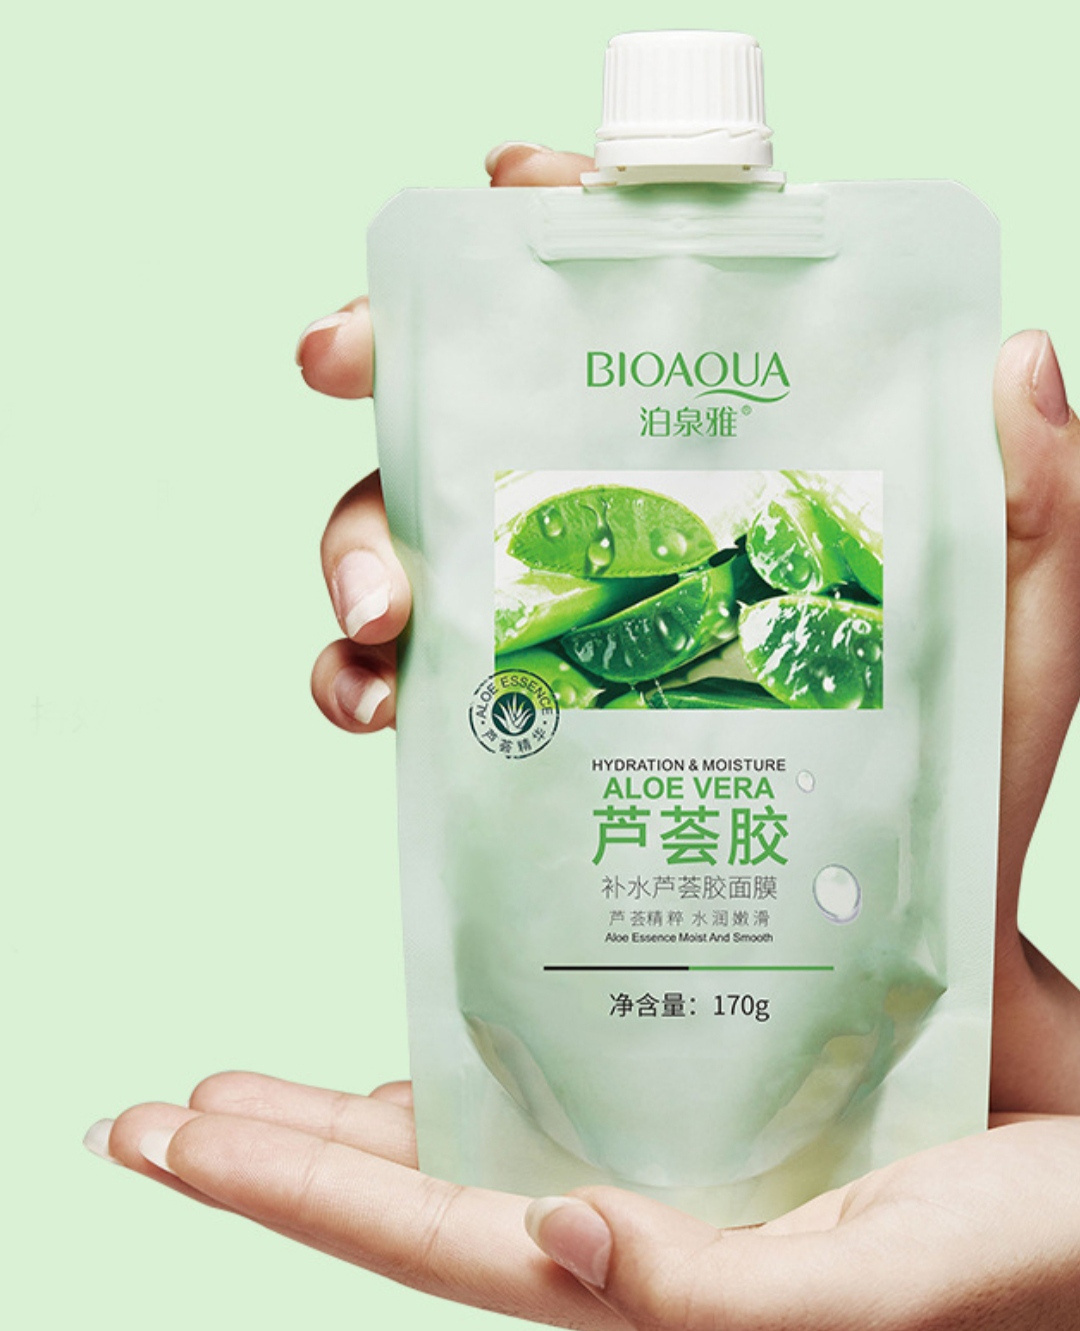 BIOAQUA
泊泉雅®
ALOE ESSENCE
芦荟精华
HYDRATION & MOISTURE
ALOE VERA
芦荟胶
补水芦荟胶面膜
芦荟精粹 水润嫩滑
Aloe Essence Moist And Smooth
净含量：170g